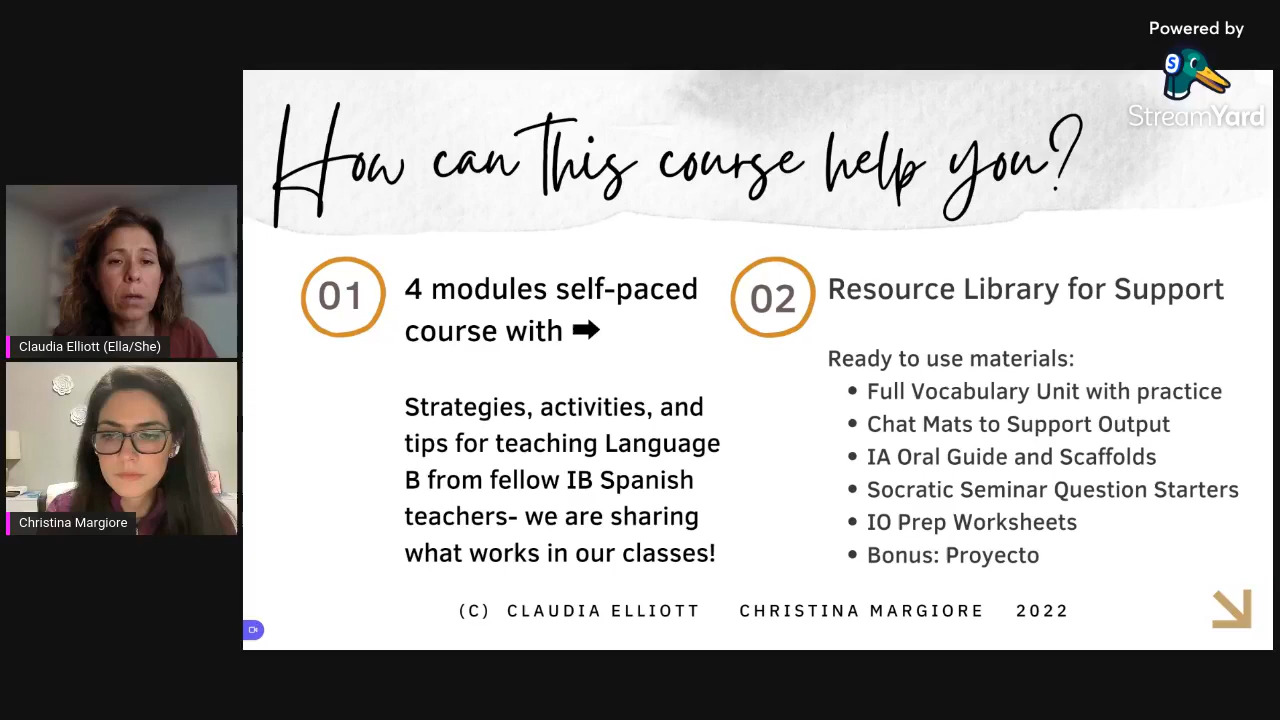 Powered by
StreamYard
How can this course help you?
01
4 modules self-paced
course with ➡
Strategies, activities, and
tips for teaching Language
B from fellow IB Spanish
teachers- we are sharing
what works in our classes!
02
Resource Library for Support
Ready to use materials:
• Full Vocabulary Unit with practice
• Chat Mats to Support Output
• IA Oral Guide and Scaffolds
• Socratic Seminar Question Starters
• IO Prep Worksheets
• Bonus: Proyecto
(C) CLAUDIA ELLIOTT CHRISTINA MARGIORE 2022
Claudia Elliott (Ella/She)
Christina Margiore